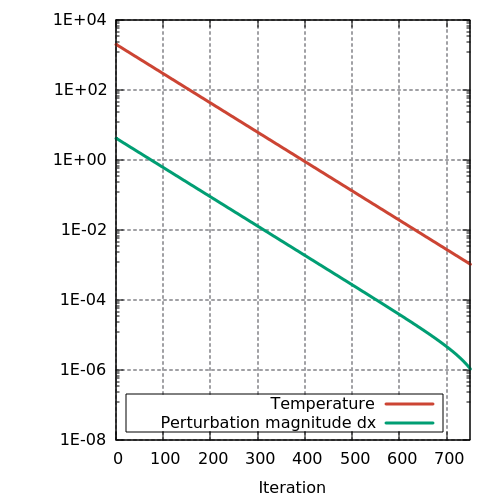 1E+04
1E+02
1E+00
1E-02
1E-04
1E-06
1E-08
Temperature
Perturbation magnitude dx
0 100 200 300 400 500 600 700
Iteration